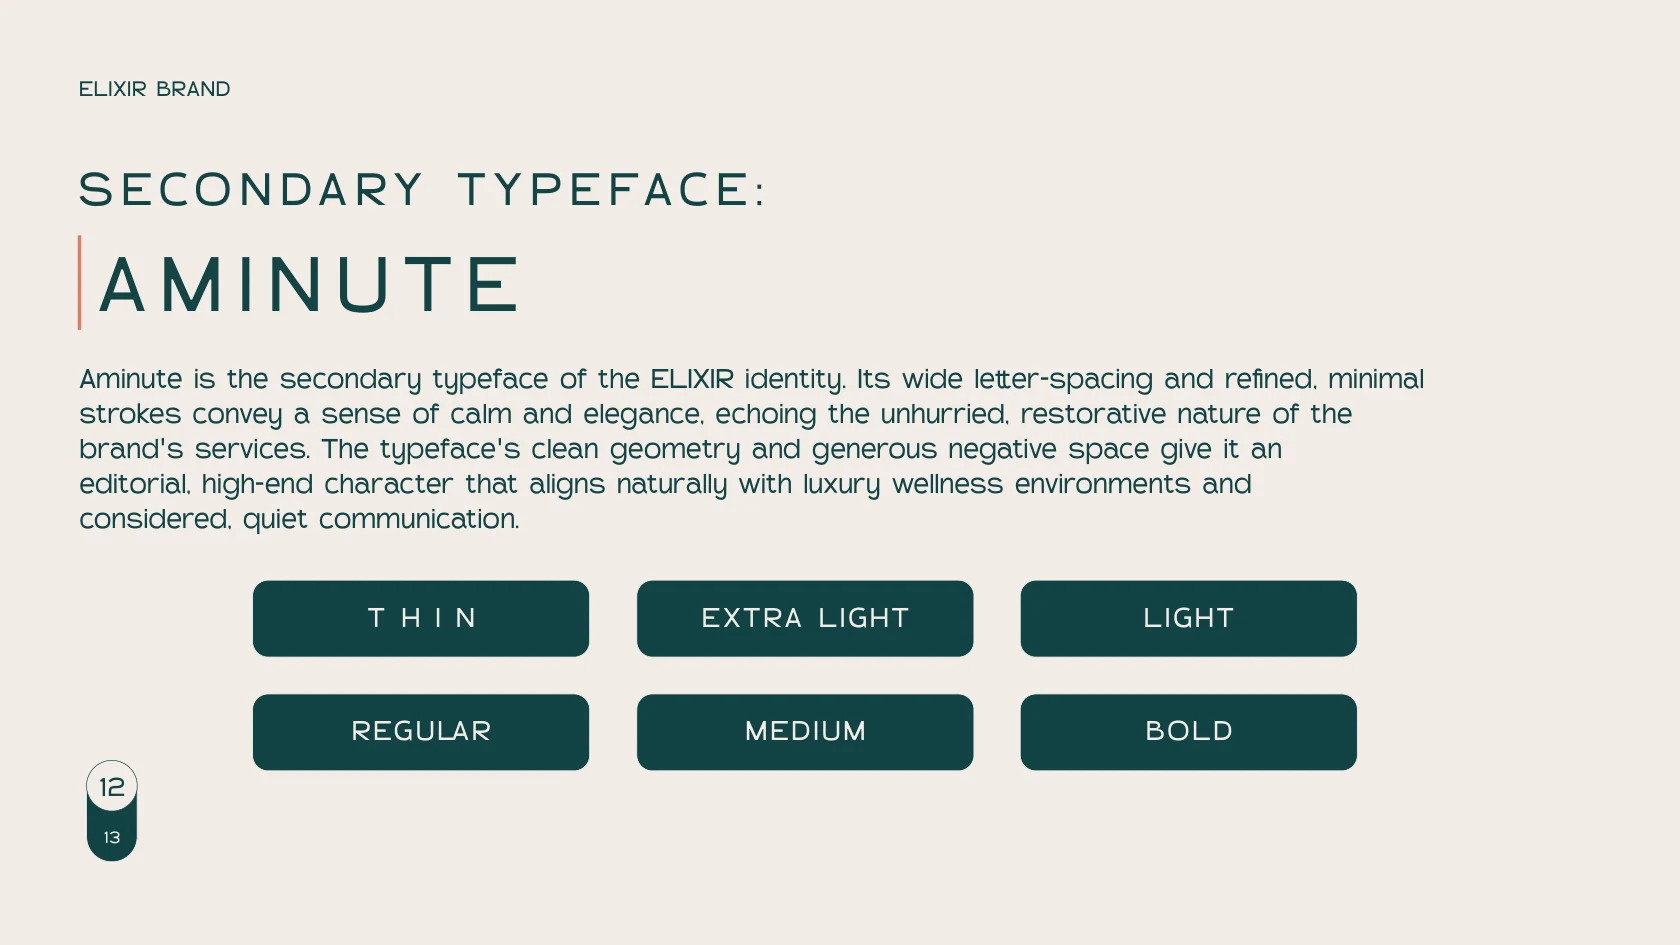 ELIXIR BRAND
SECONDARY TYPEFACE:
AMINUTE
Aminute is the secondary typeface of the ELIXIR identity. Its wide letter-spacing and refined, minimal
strokes convey a sense of calm and elegance, echoing the unhurried, restorative nature of the
brand's services. The typeface's clean geometry and generous negative space give it an
editorial, high-end character that aligns naturally with luxury wellness environments and
considered, quiet communication.
THIN
EXTRA LIGHT
LIGHT
REGULAR
MEDIUM
BOLD
12
13